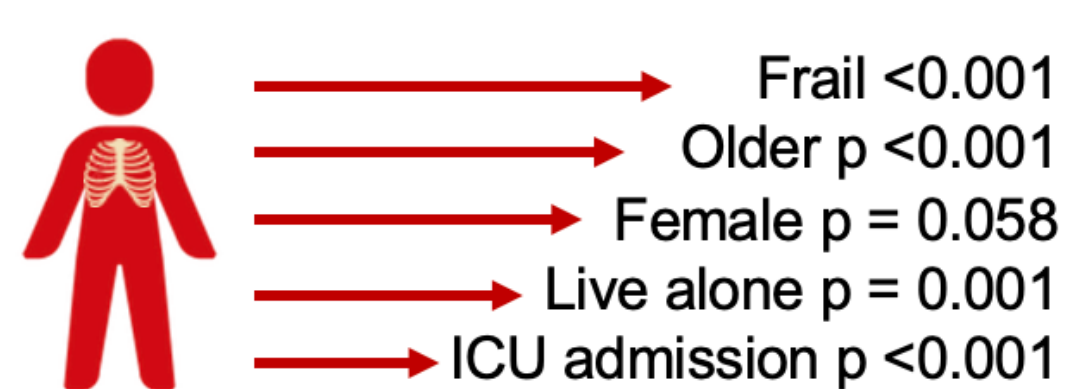 Frail <0.001
Older p <0.001
Female p = 0.058
Live alone p = 0.001
ICU admission p <0.001